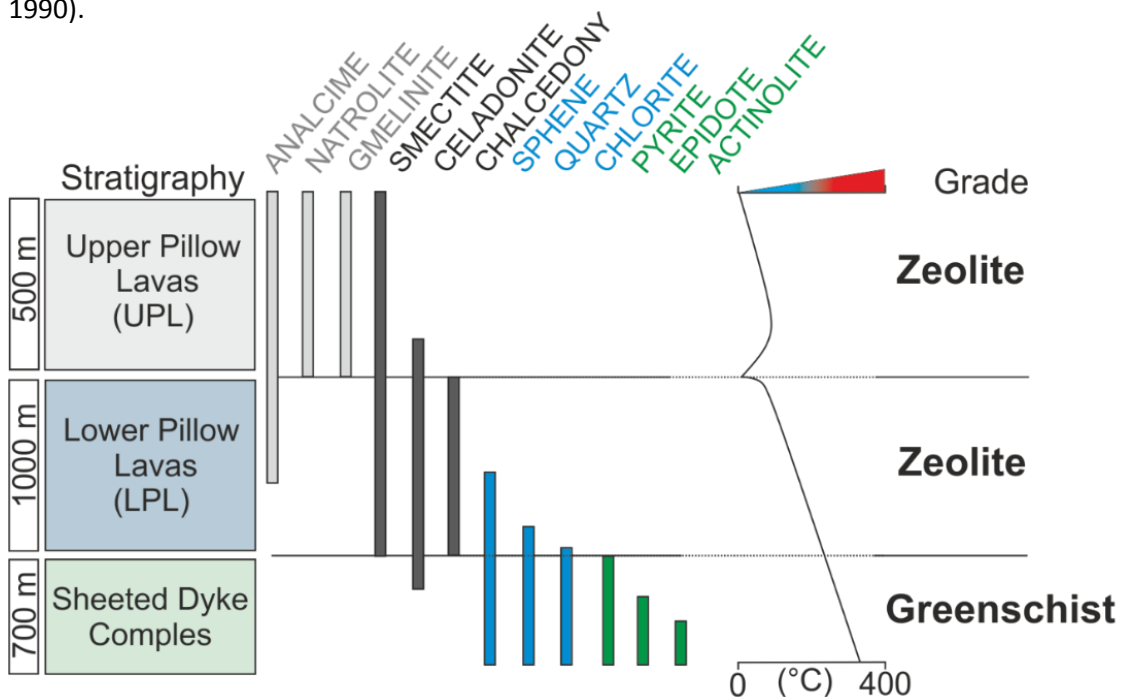 1990).
ANALCIME
NATROLITE
GMELINITE
SMECTITE
CELADONITE
CHALCEDONY
SPHENE
QUARTZ
CHLORITE
PYRITE
EPIDOTE
ACTINOLITE
Stratigraphy
Grade
500 m
Upper Pillow
Lavas
(UPL)
Zeolite
1000 m
Lower Pillow
Lavas
(LPL)
Zeolite
700 m
Sheeted Dyke
Comples
Greenschist
0 (°C) 400